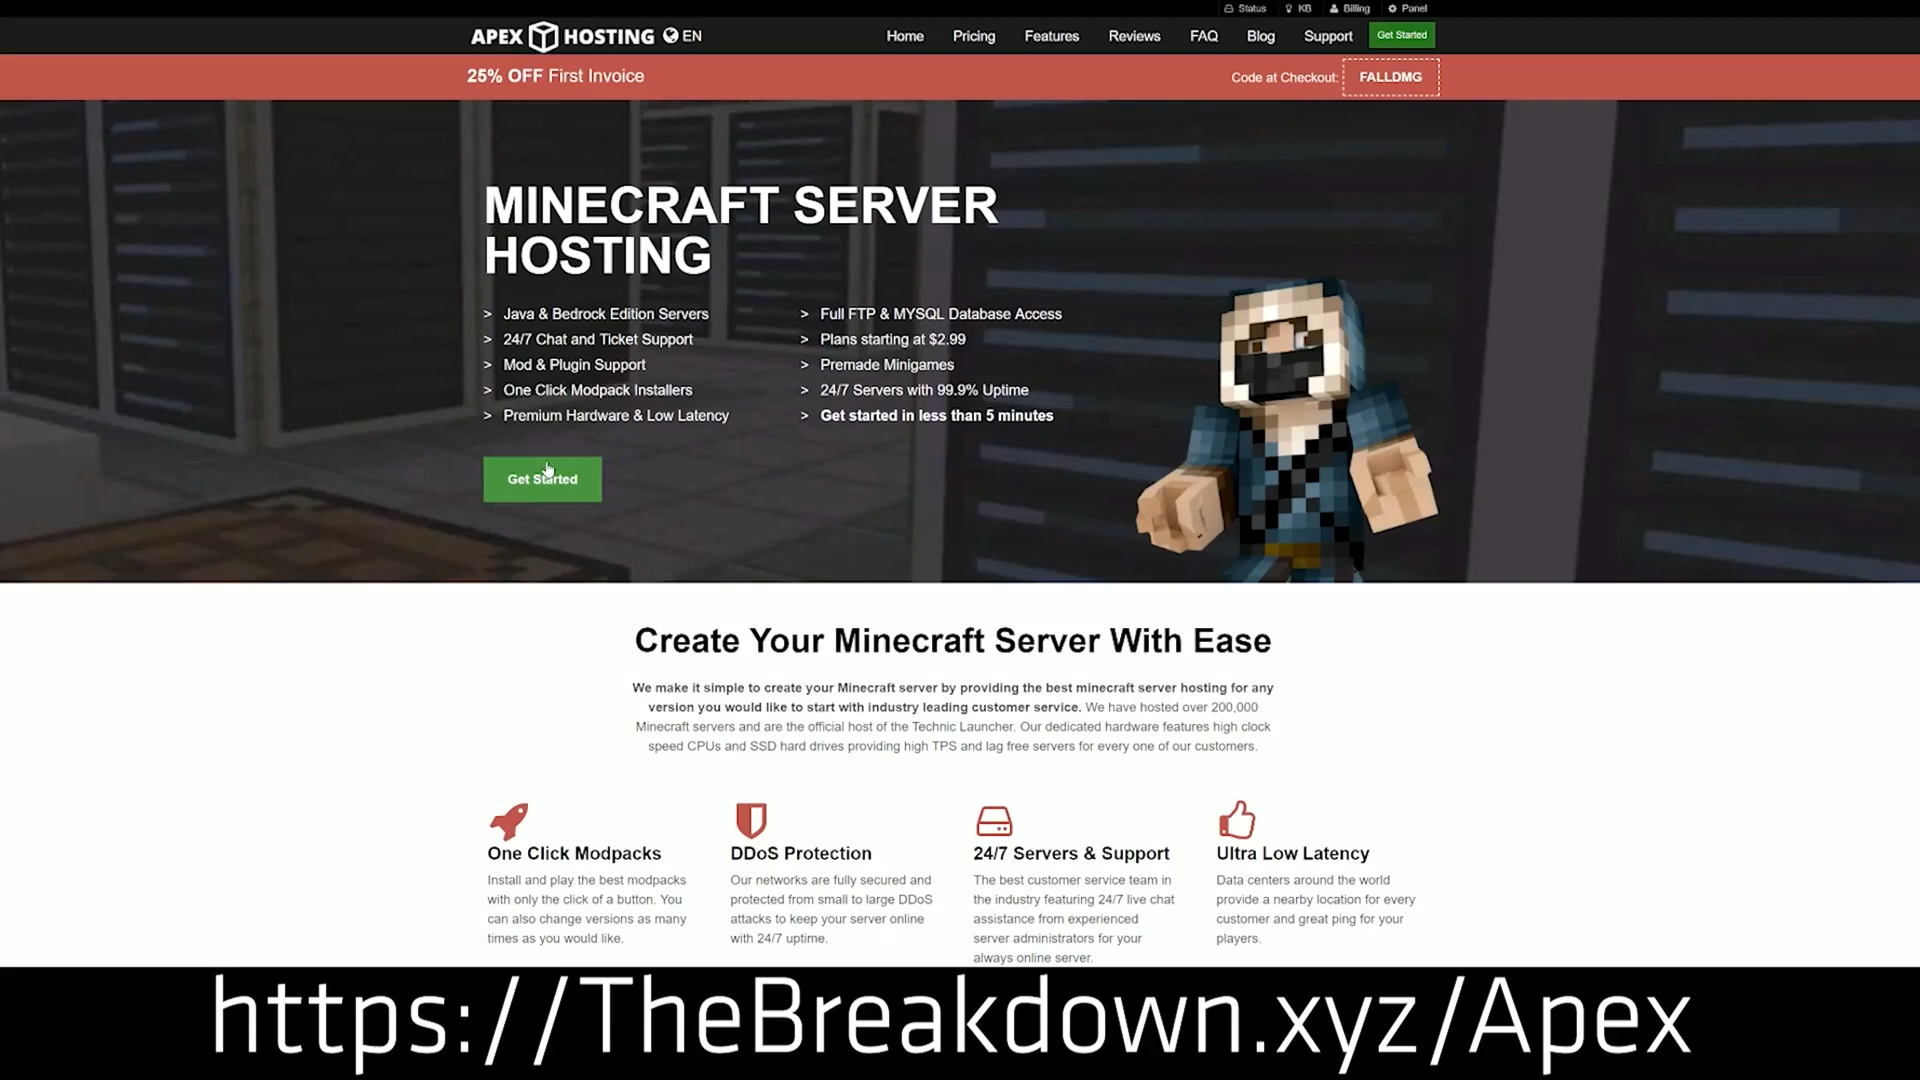 Status KB Billing Panel
APEX HOSTING EN Home Pricing Features Reviews FAQ Blog Support Get Started
25% OFF First Invoice Code at Checkout: FALLDMG
MINECRAFT SERVER
HOSTING
> Java & Bedrock Edition Servers
> 24/7 Chat and Ticket Support
> Mod & Plugin Support
> One Click Modpack Installers
> Premium Hardware & Low Latency
> Full FTP & MYSQL Database Access
> Plans starting at $2.99
> Premade Minigames
> 24/7 Servers with 99.9% Uptime
> Get started in less than 5 minutes
Get Started
Create Your Minecraft Server With Ease
We make it simple to create your Minecraft server by providing the best minecraft server hosting for any
version you would like to start with industry leading customer service. We have hosted over 200,000
Minecraft servers and are the official host of the Technic Launcher. Our dedicated hardware features high clock
speed CPUs and SSD hard drives providing high TPS and lag free servers for every one of our customers.
One Click Modpacks
Install and play the best modpacks
with only the click of a button. You
can also change versions as many
times as you would like.
DDoS Protection
Our networks are fully secured and
protected from small to large DDoS
attacks to keep your server online
with 24/7 uptime.
24/7 Servers & Support
The best customer service team in
the industry featuring 24/7 live chat
assistance from experienced
server administrators for your
always online server.
Ultra Low Latency
Data centers around the world
provide a nearby location for every
customer and great ping for your
players.
https://TheBreakdown.xyz/Apex